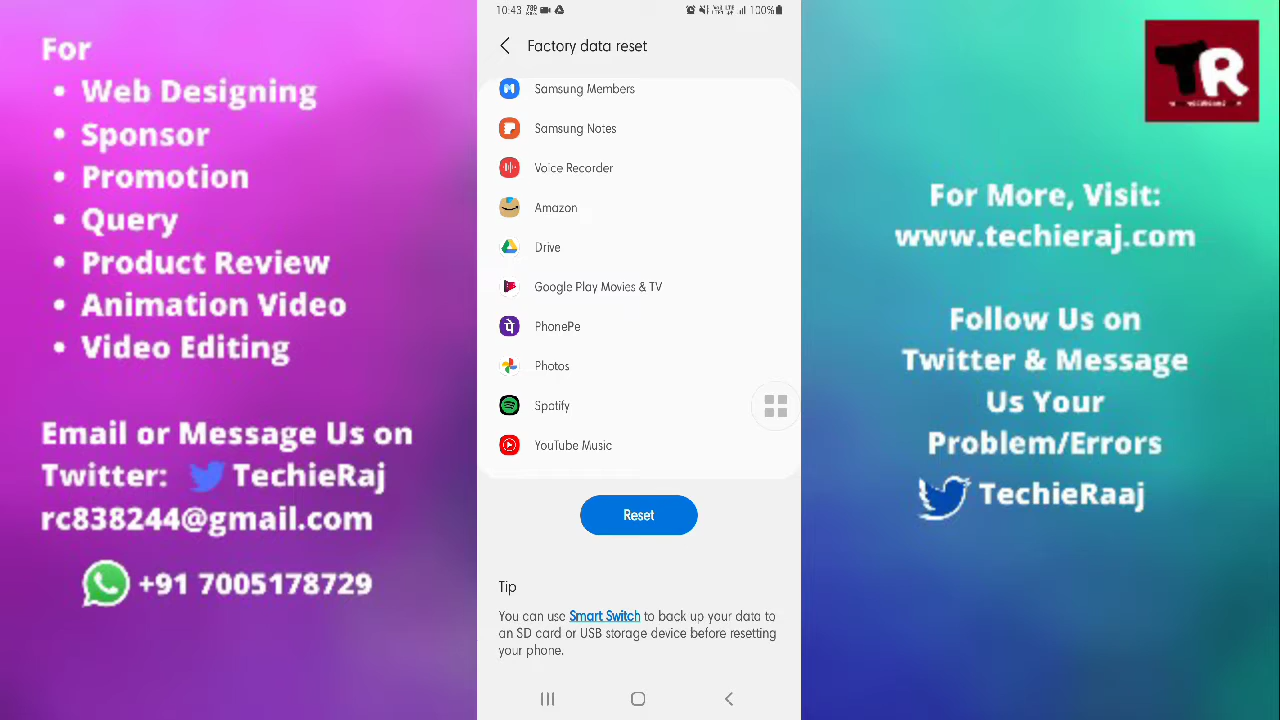 For
• Web Designing
• Sponsor
• Promotion
• Query
• Product Review
• Animation Video
• Video Editing
Email or Message Us on
Twitter: TechieRaj
rc838244@gmail.com
+91 7005178729
10:43
100%
Factory data reset
Samsung Members
Samsung Notes
Voice Recorder
Amazon
Drive
Google Play Movies & TV
PhonePe
Photos
Spotify
YouTube Music
Reset
Tip
You can use Smart Switch to back up your data to
an SD card or USB storage device before resetting
your phone.
TR
For More, Visit:
www.techieraj.com
Follow Us on
Twitter & Message
Us Your
Problem/Errors
TechieRaaj